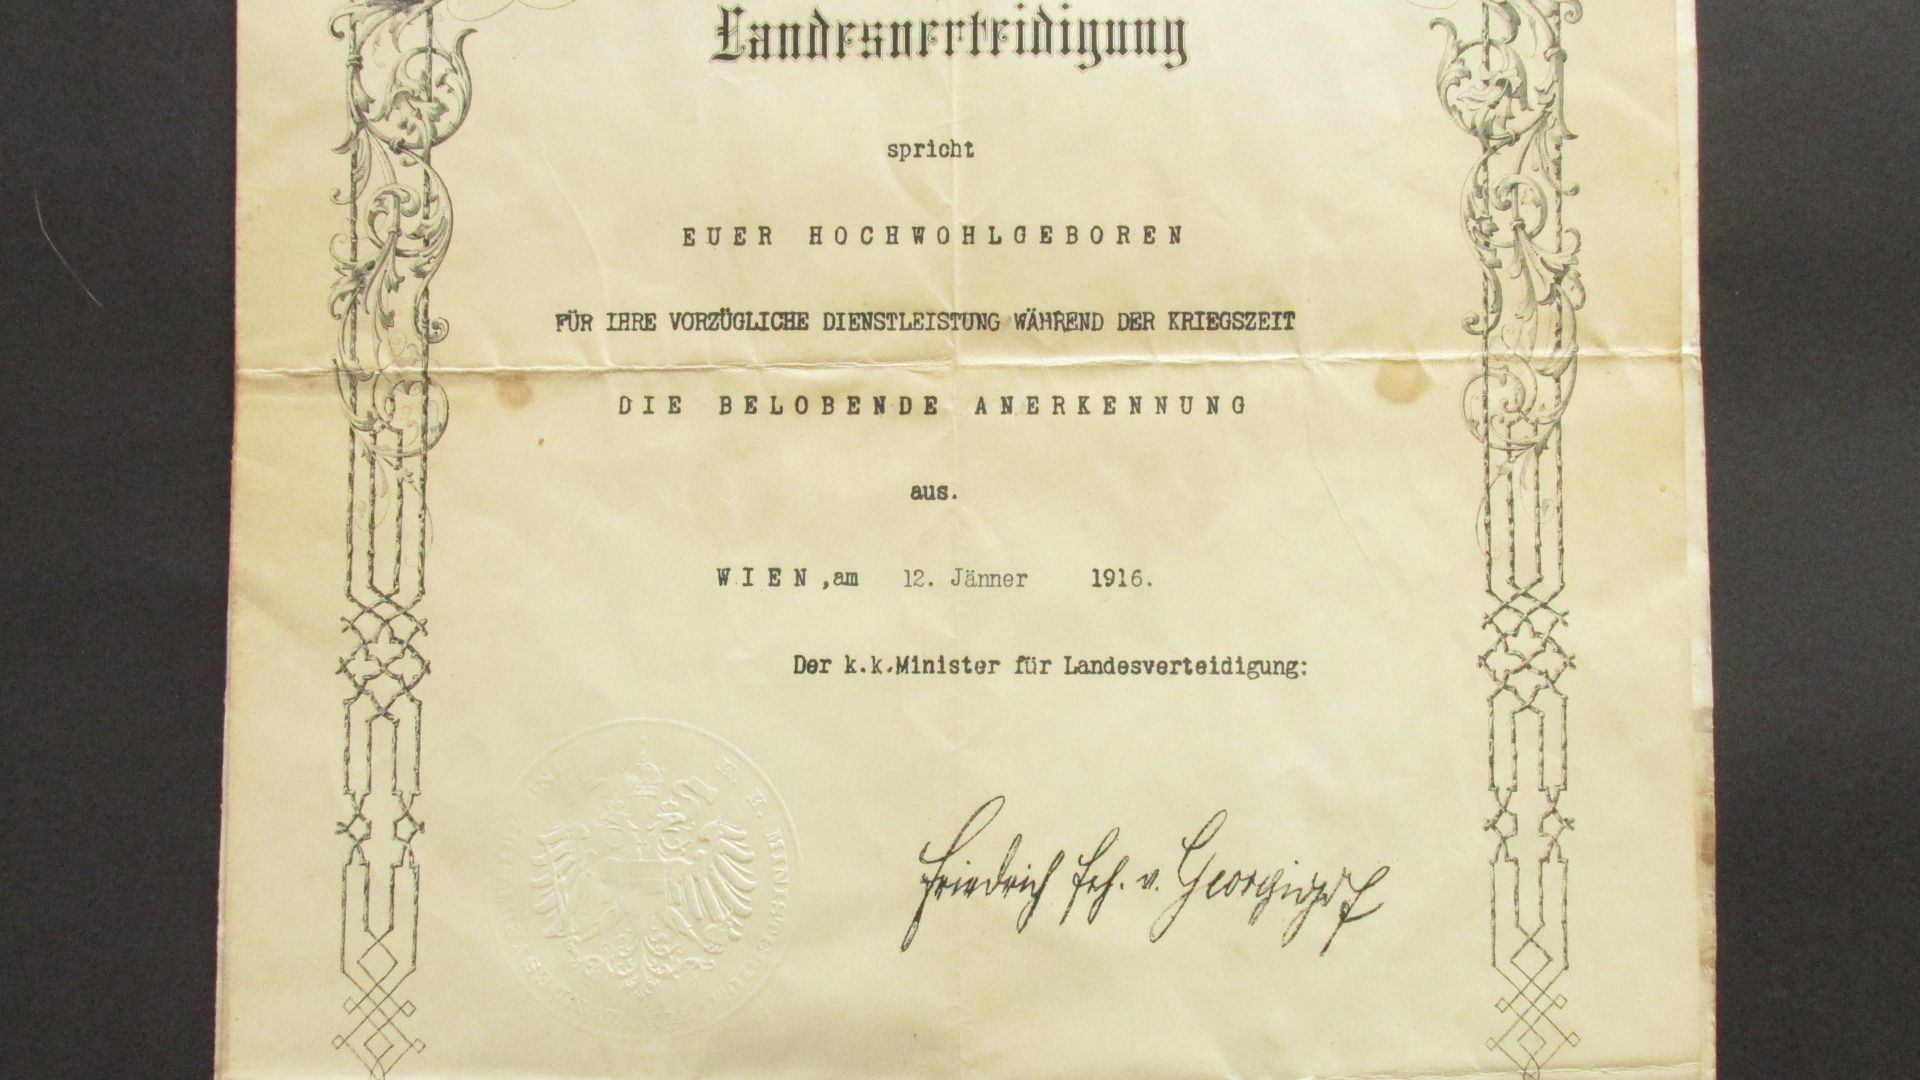 Landesverteidigung
spricht
EUER HOCHWOHLGEBOREN
FÜR IHRE VORZÜGLICHE DIENSTLEISTUNG WÄHREND DER KRIEGSZEIT
DIE BELOBENDE ANERKENNUNG
aus.
WIEN,am 12. Jänner 1916.
Der k.k.Minister für Landesverteidigung:
Friedrich Frh. v. Georgi